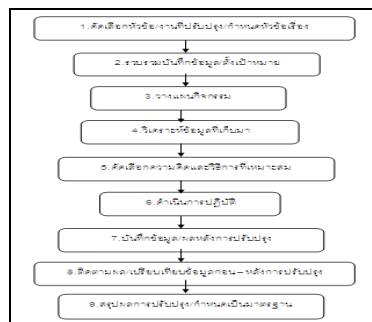 1.คัดเลือกหัวข้อ/งานที่ปรับปรุง/กำหนดหัวข้อเรื่อง
2.รวบรวมบันทึกข้อมูล/ตั้งเป้าหมาย
3.วางแผนกิจกรรม
4.วิเคราะห์ข้อมูลที่เก็บมา
5.คัดเลือกความคิดและวิธีการที่เหมาะสม
6.ดำเนินการปฏิบัติ
7.บันทึกข้อมูล/ผลหลังการปรับปรุง
8.ติดตามผล/เปรียบเทียบข้อมูลก่อน – หลังการปรับปรุง
9.สรุปผลการปรับปรุง/กำหนดเป็นมาตรฐาน